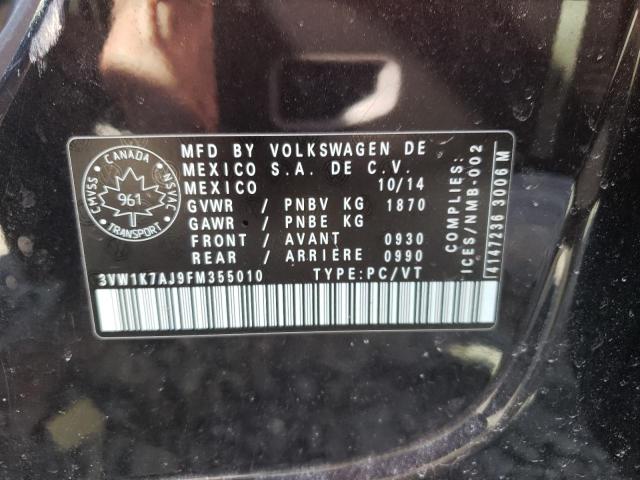 MFD BY VOLKSWAGEN DE
MEXICO S.A. DE C.V.
MEXICO 10/14
GVWR / PNBV KG 1870
GAWR / PNBE KG
FRONT / AVANT 0930
REAR / ARRIÈRE 0990
3VW1K7AJ9FM355010 TYPE:PC/VT
CANADA
CMVSS
NSVAC
961
TRANSPORT
COMPLIES:
ICES/NMB-002
4147236 3006 M